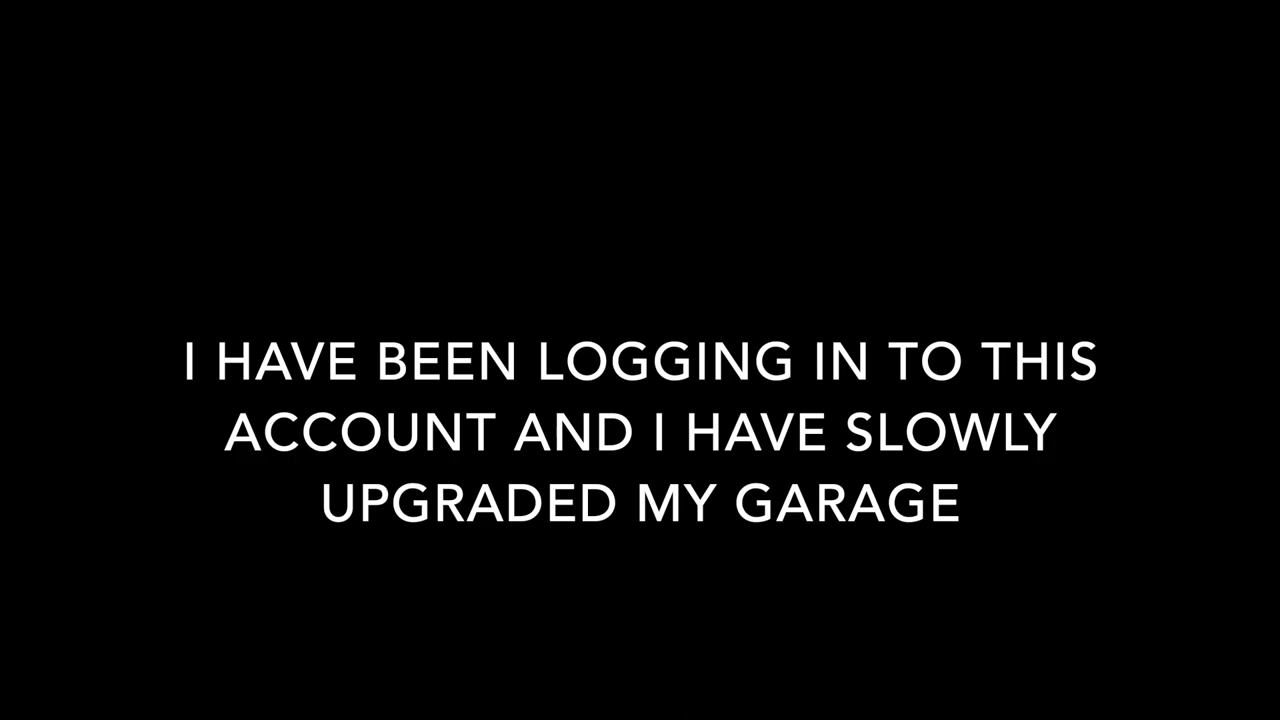 I HAVE BEEN LOGGING IN TO THIS
ACCOUNT AND I HAVE SLOWLY
UPGRADED MY GARAGE